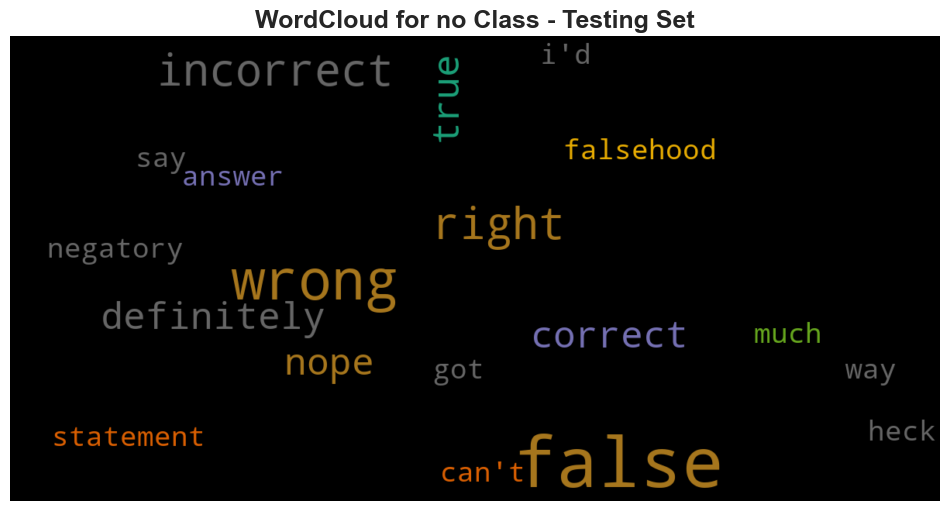 WordCloud for no Class - Testing Set
incorrect
true
i'd
falsehood
say
answer
right
negatory
wrong
definitely
correct
much
nope
got
way
statement
false
can't
heck